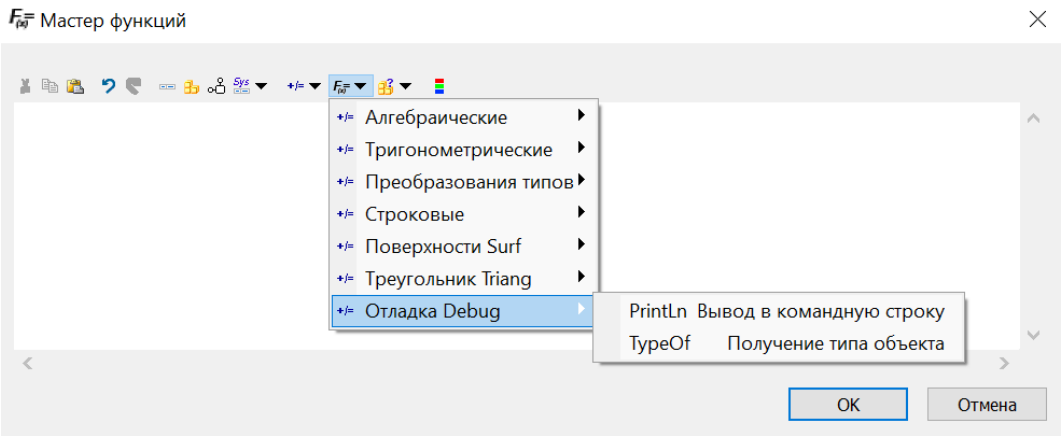 F(x)= Мастер функций
Sys +/= F(x)= ?
+/= Алгебраические
+/= Тригонометрические
+/= Преобразования типов
+/= Строковые
+/= Поверхности Surf
+/= Треугольник Triang
+/= Отладка Debug
PrintLn Вывод в командную строку
TypeOf Получение типа объекта
OK Отмена